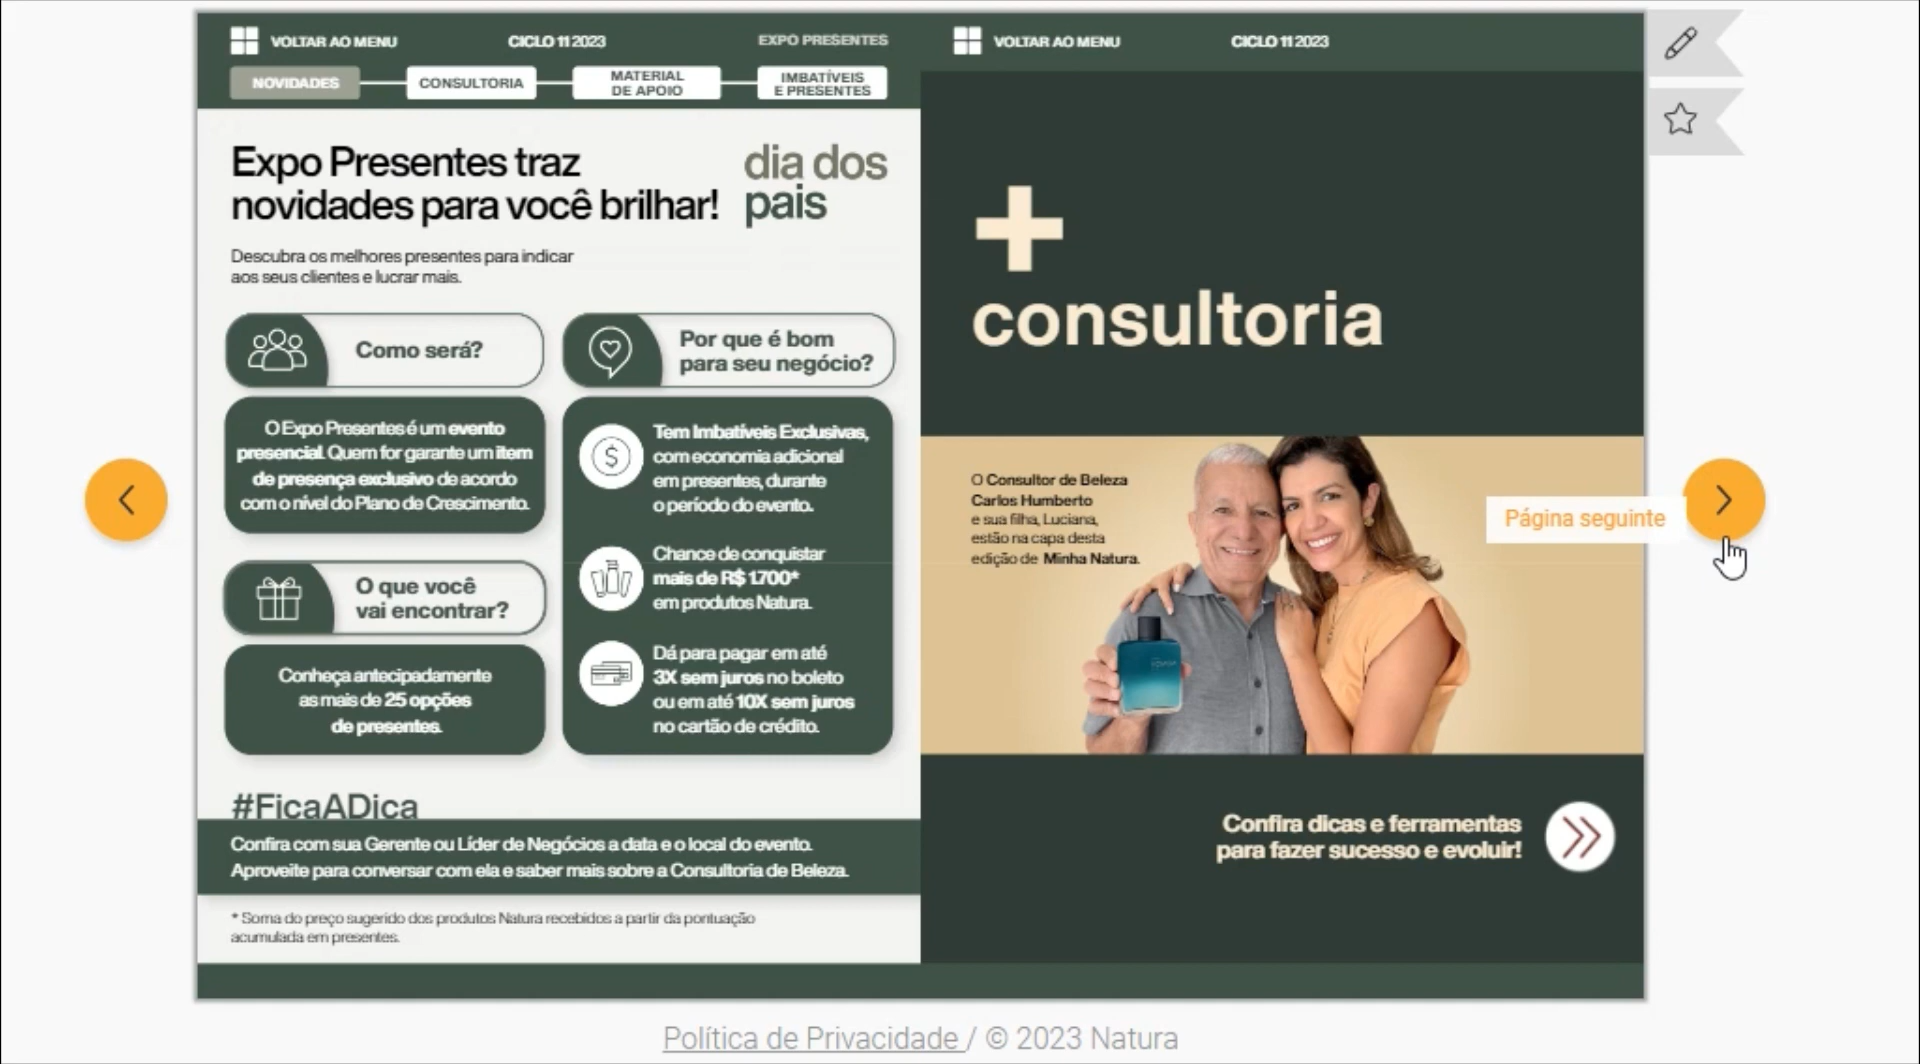 VOLTAR AO MENU
CICLO 11 2023
EXPO PRESENTES
NOVIDADES
CONSULTORIA
MATERIAL
DE APOIO
IMBATÍVEIS
E PRESENTES
Expo Presentes traz
novidades para você brilhar!
dia dos
pais
Descubra os melhores presentes para indicar
aos seus clientes e lucrar mais.
Como será?
O Expo Presentes é um evento
presencial. Quem for garante um item
de presença exclusivo de acordo
com o nível do Plano de Crescimento.
O que você
vai encontrar?
Conheça antecipadamente
as mais de 25 opções
de presentes.
Por que é bom
para seu negócio?
Tem Imbatíveis Exclusivas,
com economia adicional
em presentes, durante
o período do evento.
Chance de conquistar
mais de R$ 1.700*
em produtos Natura.
Dá para pagar em até
3X sem juros no boleto
ou em até 10X sem juros
no cartão de crédito.
#FicaADica
Confira com sua Gerente ou Líder de Negócios a data e o local do evento.
Aproveite para conversar com ela e saber mais sobre a Consultoria de Beleza.
* Soma do preço sugerido dos produtos Natura recebidos a partir da pontuação
acumulada em presentes.
VOLTAR AO MENU
CICLO 11 2023
+
consultoria
O Consultor de Beleza
Carlos Humberto
e sua filha, Luciana,
estão na capa desta
edição de Minha Natura.
Página seguinte
Confira dicas e ferramentas
para fazer sucesso e evoluir!
Política de Privacidade / © 2023 Natura